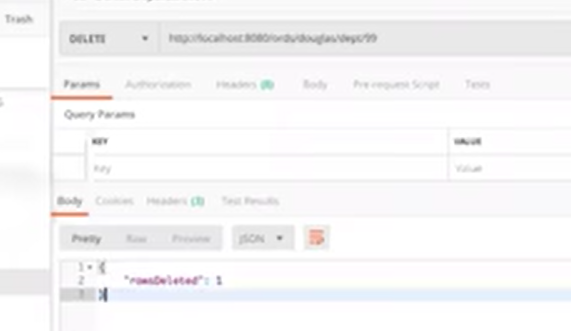 Trash
DELETE http://localhost:8080/ords/douglas/dept/99
Params Authorization Headers (8) Body Pre-request Script Tests
Query Params
KEY VALUE
Key Value
Body Cookies Headers (3) Test Results
Pretty Raw Preview JSON
1 {
2 "rowsDeleted": 1
3 }